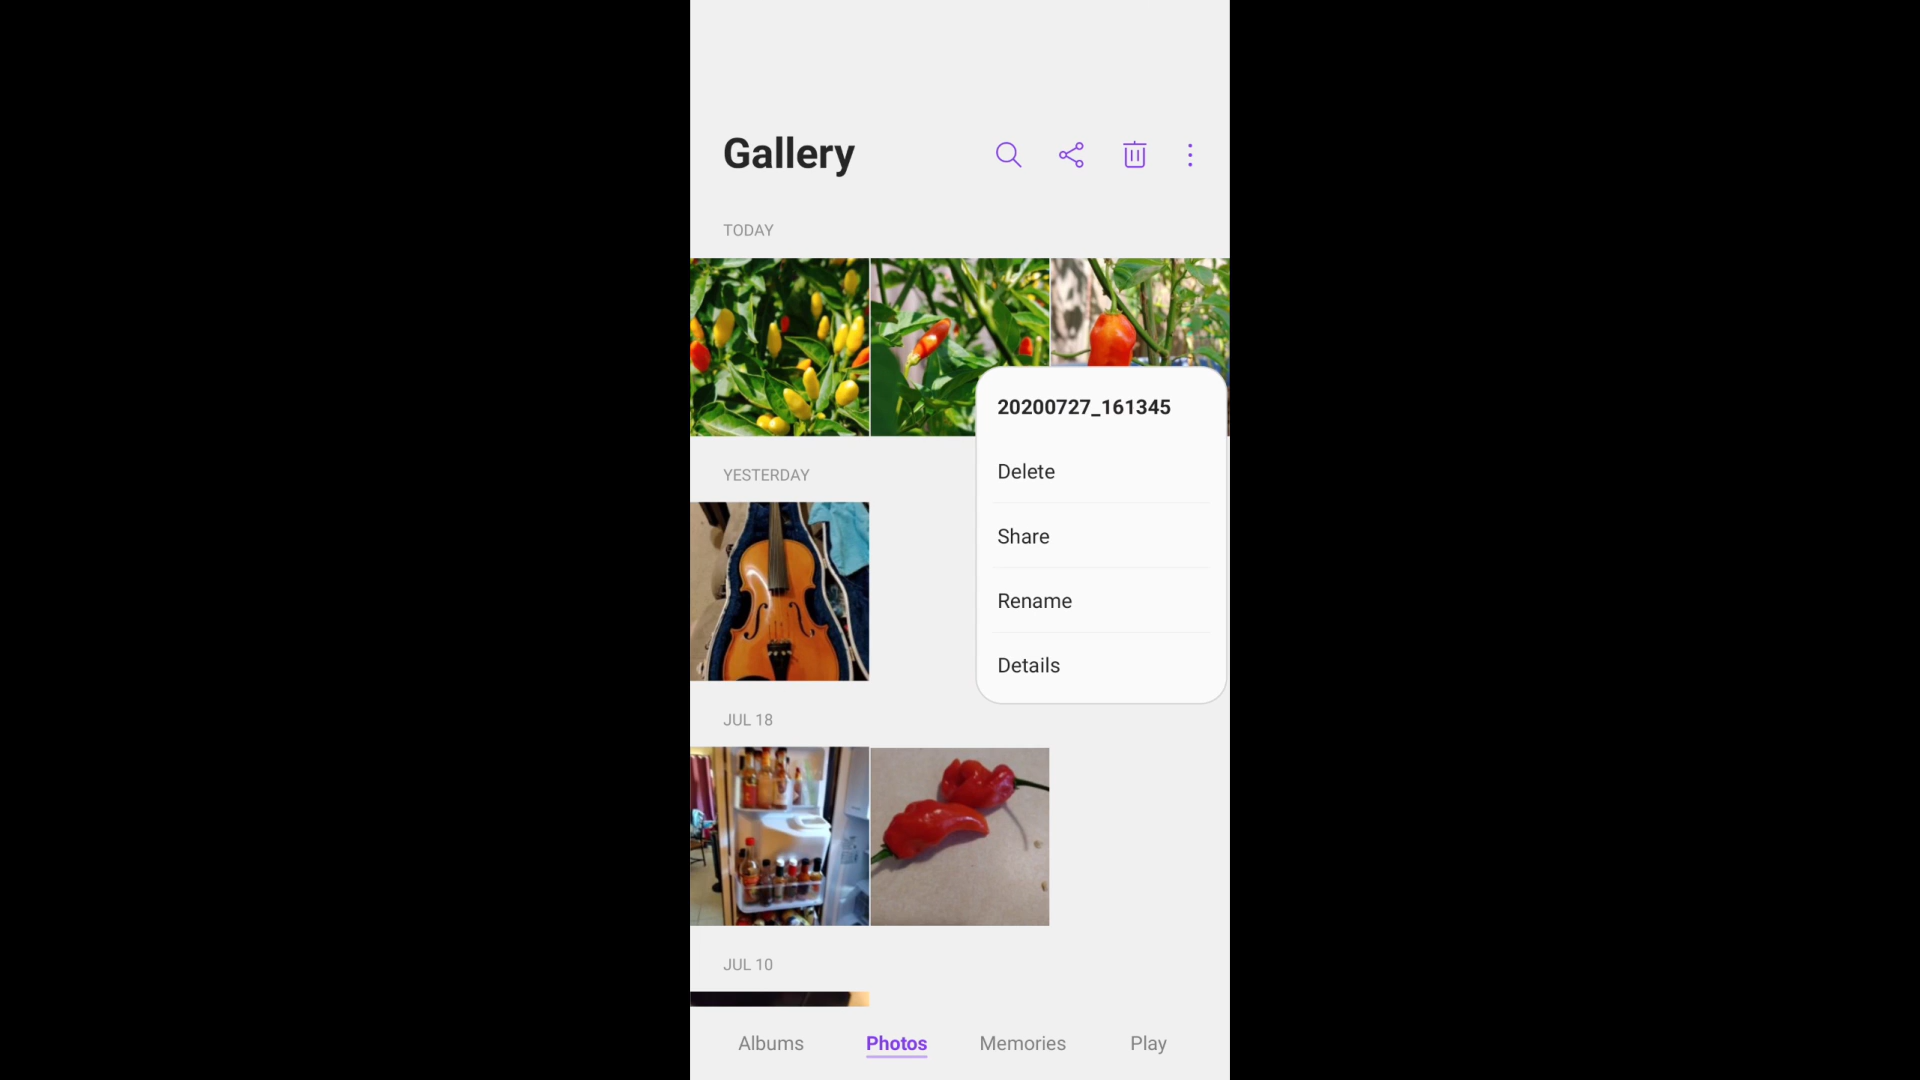 Gallery
TODAY
20200727_161345
Delete
YESTERDAY
Share
Rename
Details
JUL 18
JUL 10
Albums
Photos
Memories
Play